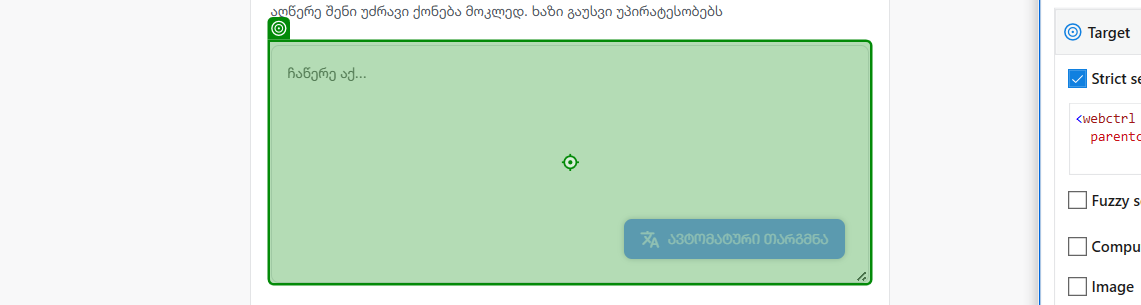 აღწერე შენი უძრავი ქონება მოკლედ. ხაზი გაუსვი უპირატესობებს
ჩაწერე აქ...
ავტომატური თარგმნა
Target
Strict se
<webctrl
parentc
Fuzzy s
Compu
Image